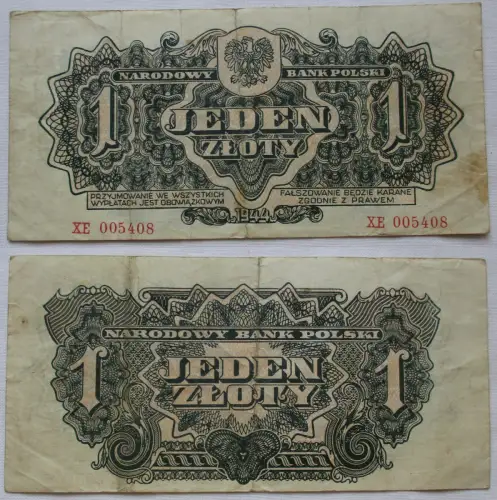 NARODOWY BANK POLSKI
1 JEDEN 1
ZŁOTY
PRZYJMOWANIE WE WSZYSTKICH
WYPŁATACH JEST OBOWIĄZKOWYM
FAŁSZOWANIE BĘDZIE KARANE
ZGODNIE Z PRAWEM
1944
XE 005408 XE 005408
NARODOWY BANK POLSKI
1 JEDEN 1
ZŁOTY